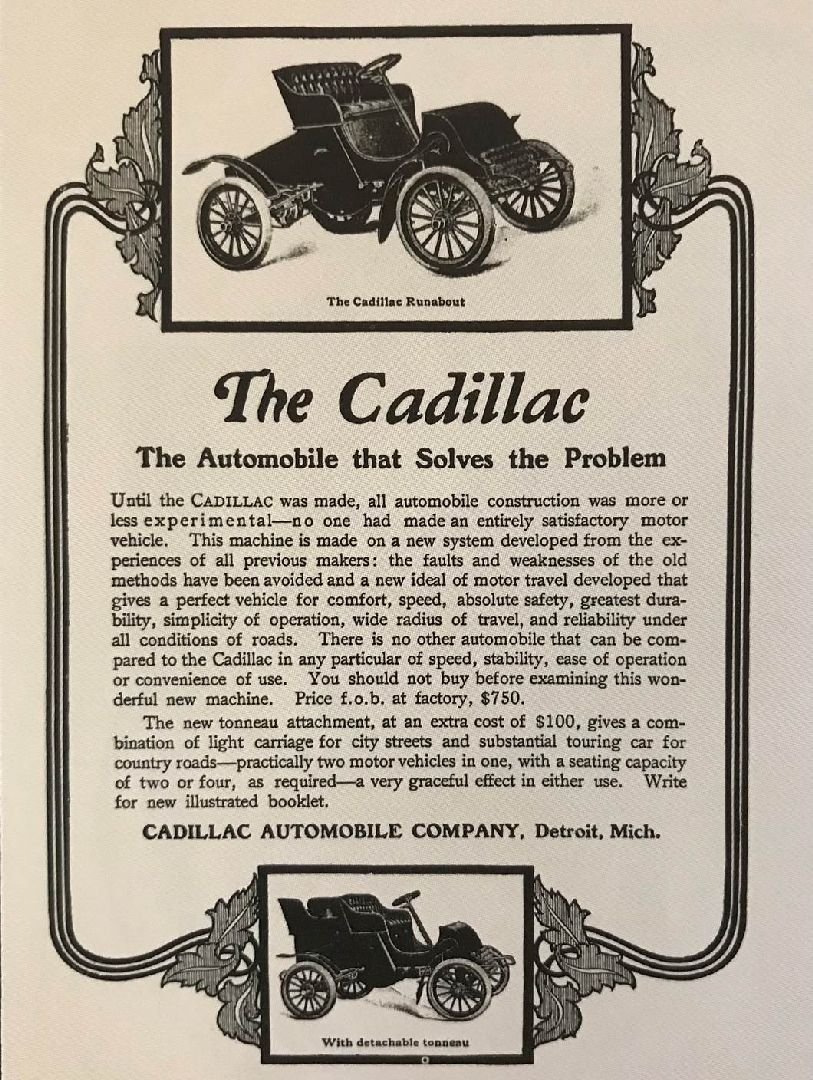 The Cadillac Runabout
The Cadillac
The Automobile that Solves the Problem
Until the CADILLAC was made, all automobile construction was more or
less experimental—no one had made an entirely satisfactory motor
vehicle. This machine is made on a new system developed from the ex-
periences of all previous makers: the faults and weaknesses of the old
methods have been avoided and a new ideal of motor travel developed that
gives a perfect vehicle for comfort, speed, absolute safety, greatest dura-
bility, simplicity of operation, wide radius of travel, and reliability under
all conditions of roads. There is no other automobile that can be com-
pared to the Cadillac in any particular of speed, stability, ease of operation
or convenience of use. You should not buy before examining this won-
derful new machine. Price f.o.b. at factory, $750.
The new tonneau attachment, at an extra cost of $100, gives a com-
bination of light carriage for city streets and substantial touring car for
country roads—practically two motor vehicles in one, with a seating capacity
of two or four, as required—a very graceful effect in either use. Write
for new illustrated booklet.
CADILLAC AUTOMOBILE COMPANY, Detroit, Mich.
With detachable tonneau